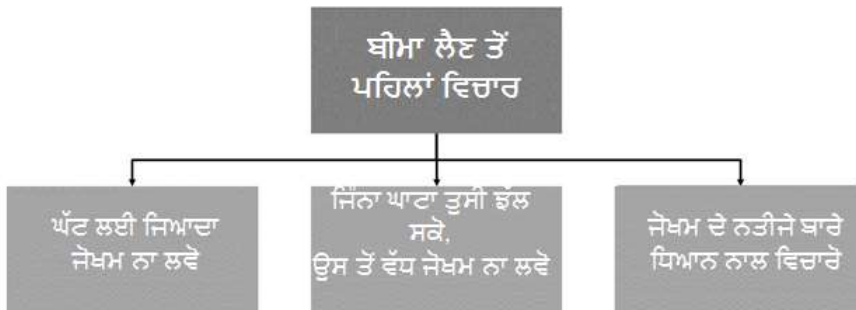 ਬੀਮਾ ਲੈਣ ਤੋਂ
ਪਹਿਲਾਂ ਵਿਚਾਰ
ਘੱਟ ਲਈ ਜਿਆਦਾ
ਜੋਖਮ ਨਾ ਲਵੋ
ਜਿੰਨਾ ਘਾਟਾ ਤੁਸੀ ਝੱਲ
ਸਕੋ,
ਉਸ ਤੋਂ ਵੱਧ ਜੋਖਮ ਨਾ ਲਵੋ
ਜੋਖਮ ਦੇ ਨਤੀਜੇ ਬਾਰੇ
ਧਿਆਨ ਨਾਲ ਵਿਚਾਰੋ